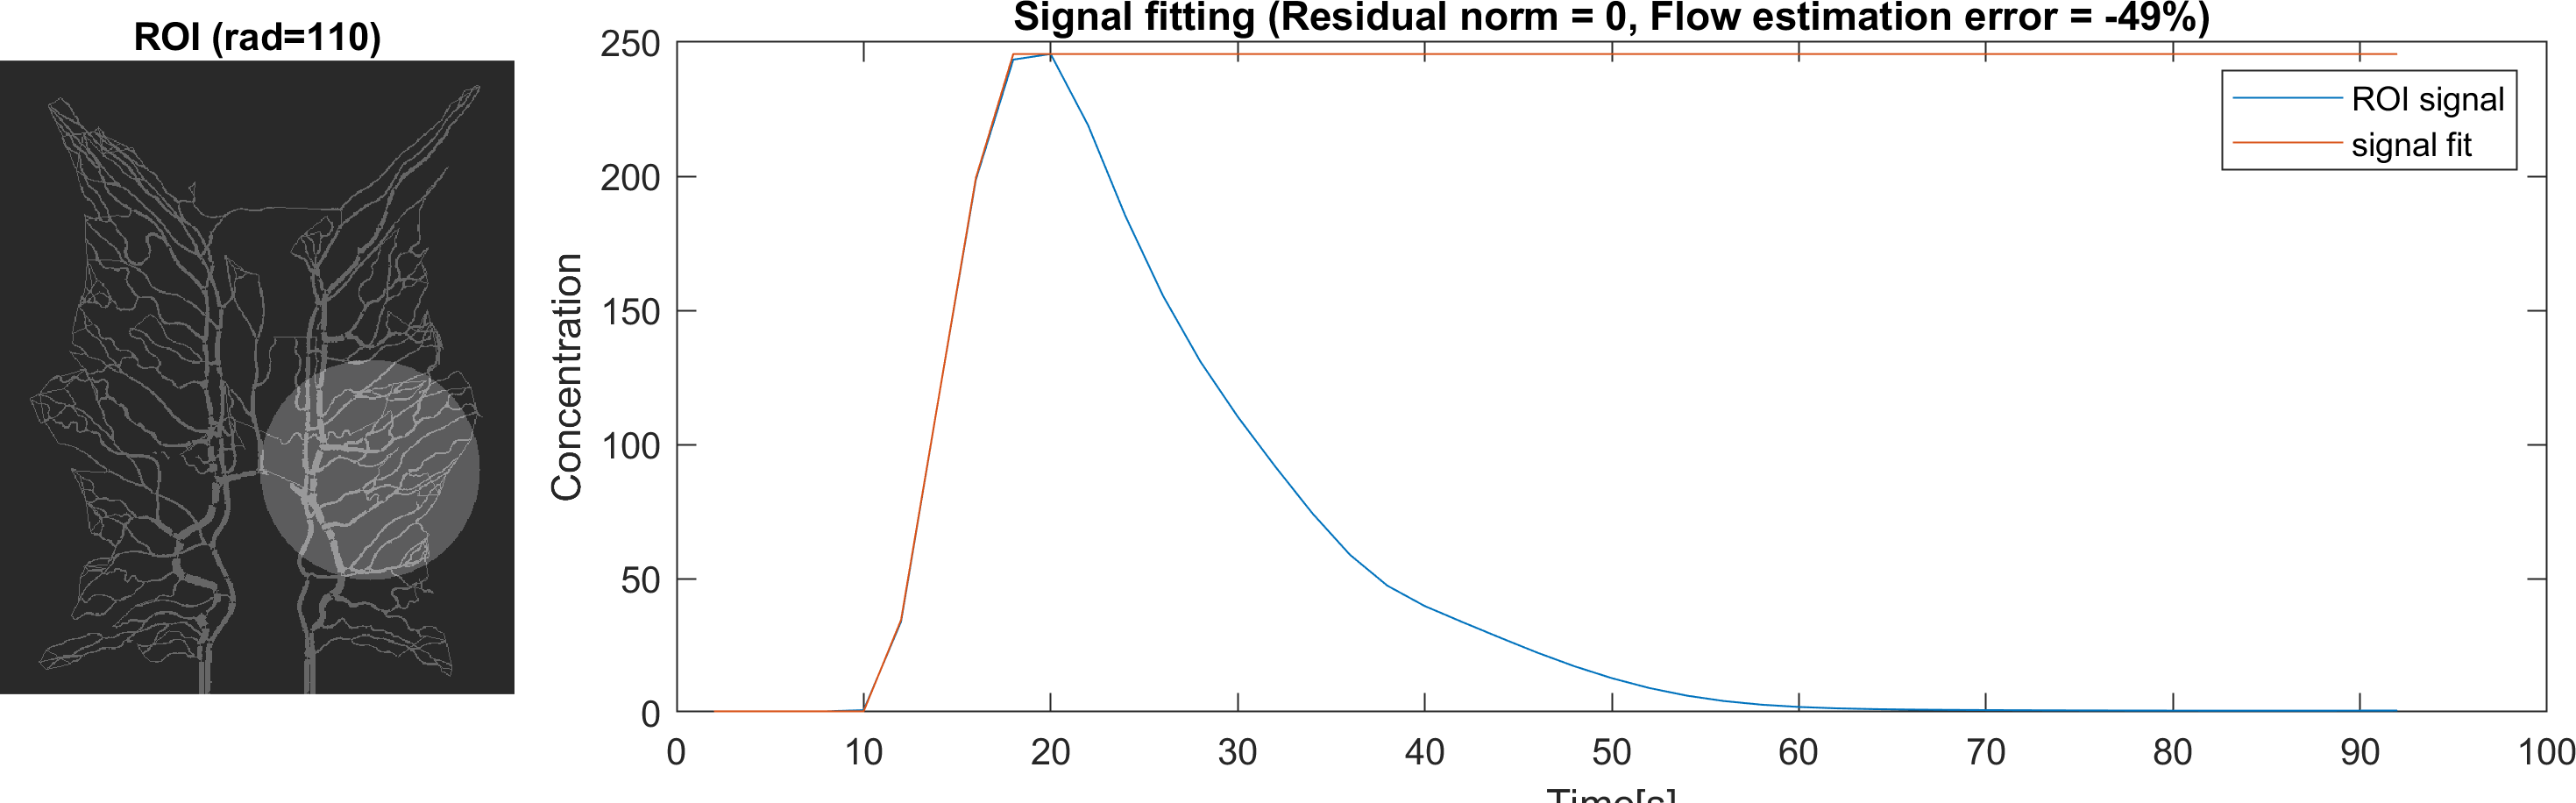 ROI (rad=110)
Signal fitting (Residual norm = 0, Flow estimation error = -49%)
250
200
150
100
50
0
Concentration
ROI signal
signal fit
0 10 20 30 40 50 60 70 80 90 100
Time[s]